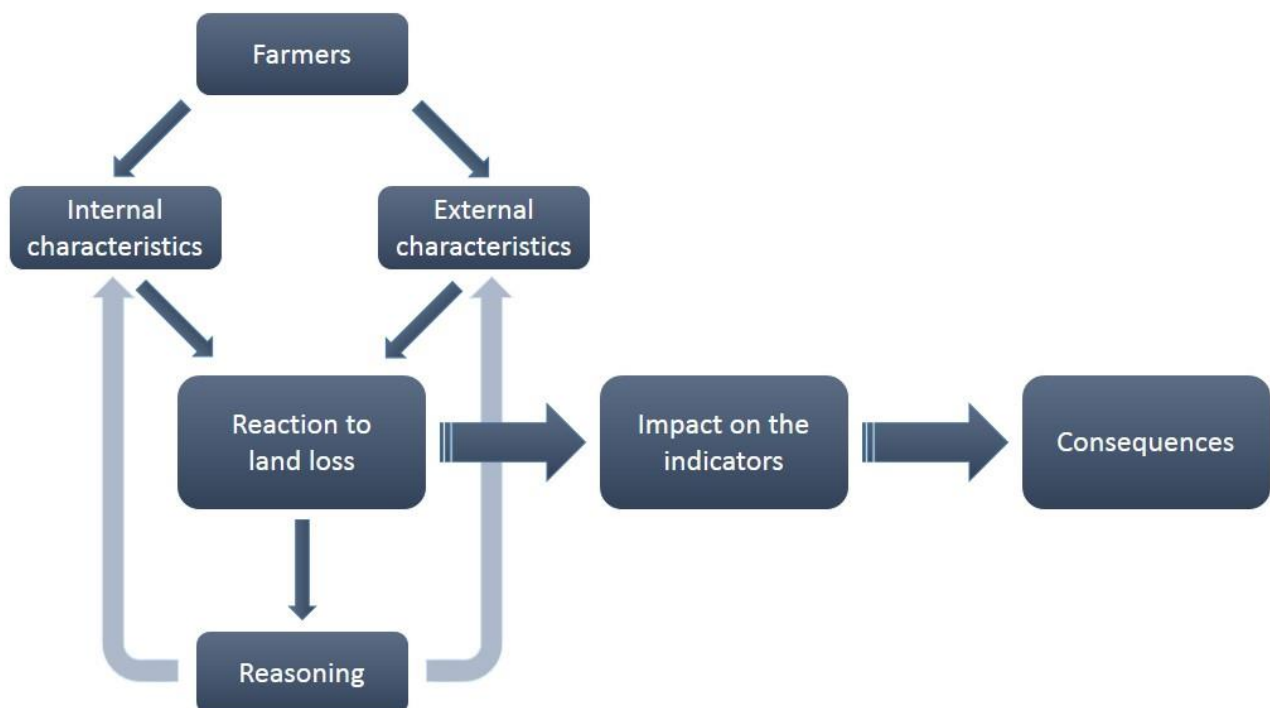 Farmers
Internal
characteristics
External
characteristics
Reaction to
land loss
Impact on the
indicators
Consequences
Reasoning